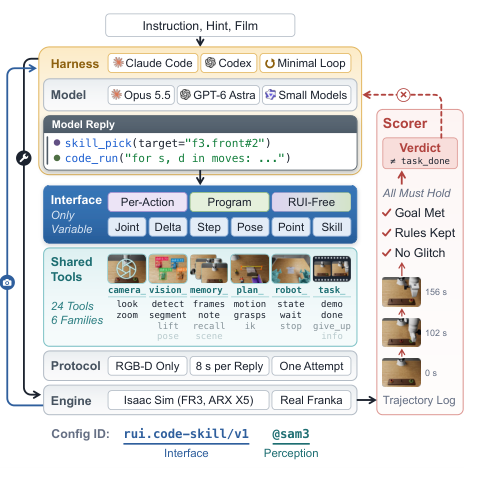 Instruction, Hint, Film
Harness
Claude Code
Codex
Minimal Loop
Model
Opus 5.5
GPT-6 Astra
Small Models
Model Reply
skill_pick(target="f3.front#2")
code_run("for s, d in moves: ...")
Interface
Only
Variable
Per-Action
Program
RUI-Free
Joint
Delta
Step
Pose
Point
Skill
Shared
Tools
24 Tools
6 Families
camera_
look
zoom
vision_
detect
segment
lift
pose
memory_
frames
note
recall
scene
plan_
motion
grasps
ik
robot_
state
wait
stop
task_
demo
done
give_up
info
Protocol
RGB-D Only
8 s per Reply
One Attempt
Engine
Isaac Sim (FR3, ARX X5)
Real Franka
Scorer
Verdict
≠ task_done
All Must Hold
Goal Met
Rules Kept
No Glitch
156 s
102 s
0 s
Trajectory Log
Config ID:
rui.code-skill/v1
@sam3
Interface
Perception